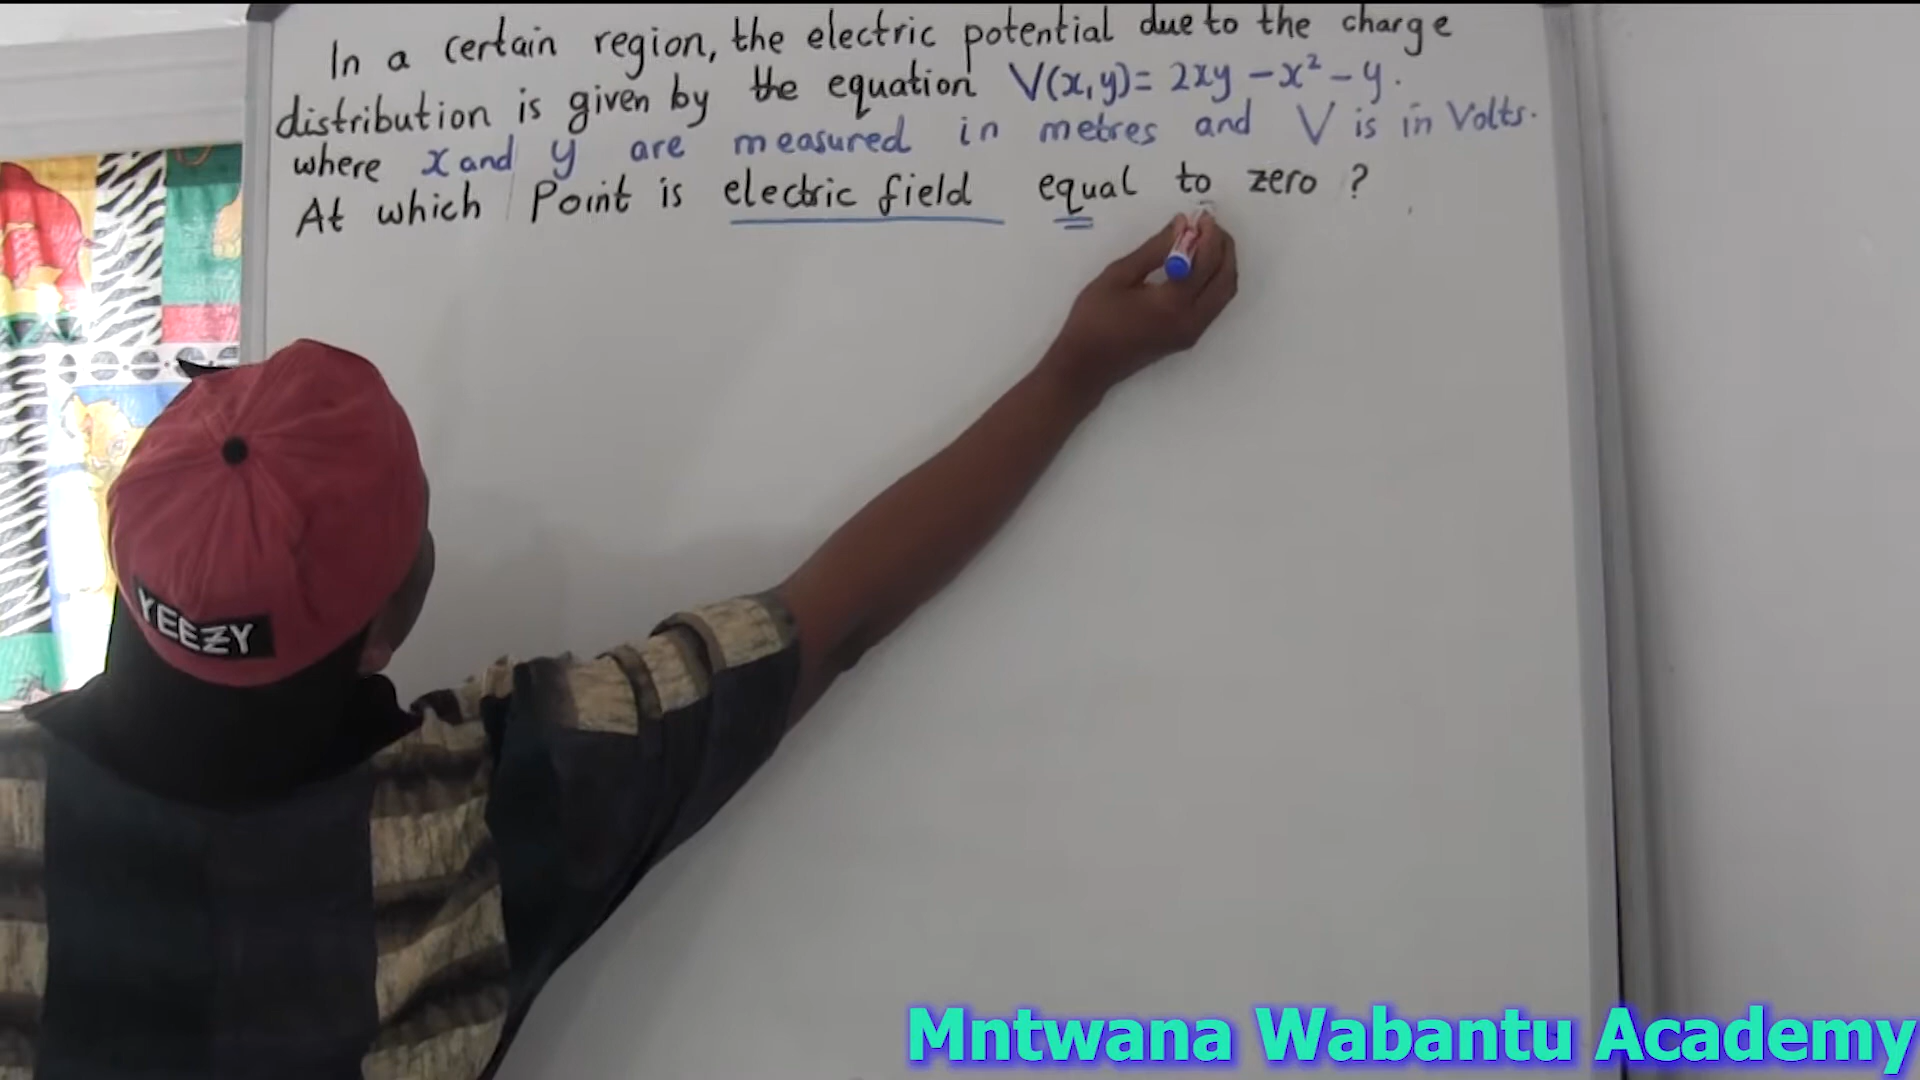 In a certain region, the electric potential due to the charge
distribution is given by the equation V(x,y)= 2xy -x² - y.
where x and y are measured in metres and V is in Volts.
At which Point is electric field equal to zero ?
YEEZY
Mntwana Wabantu Academy